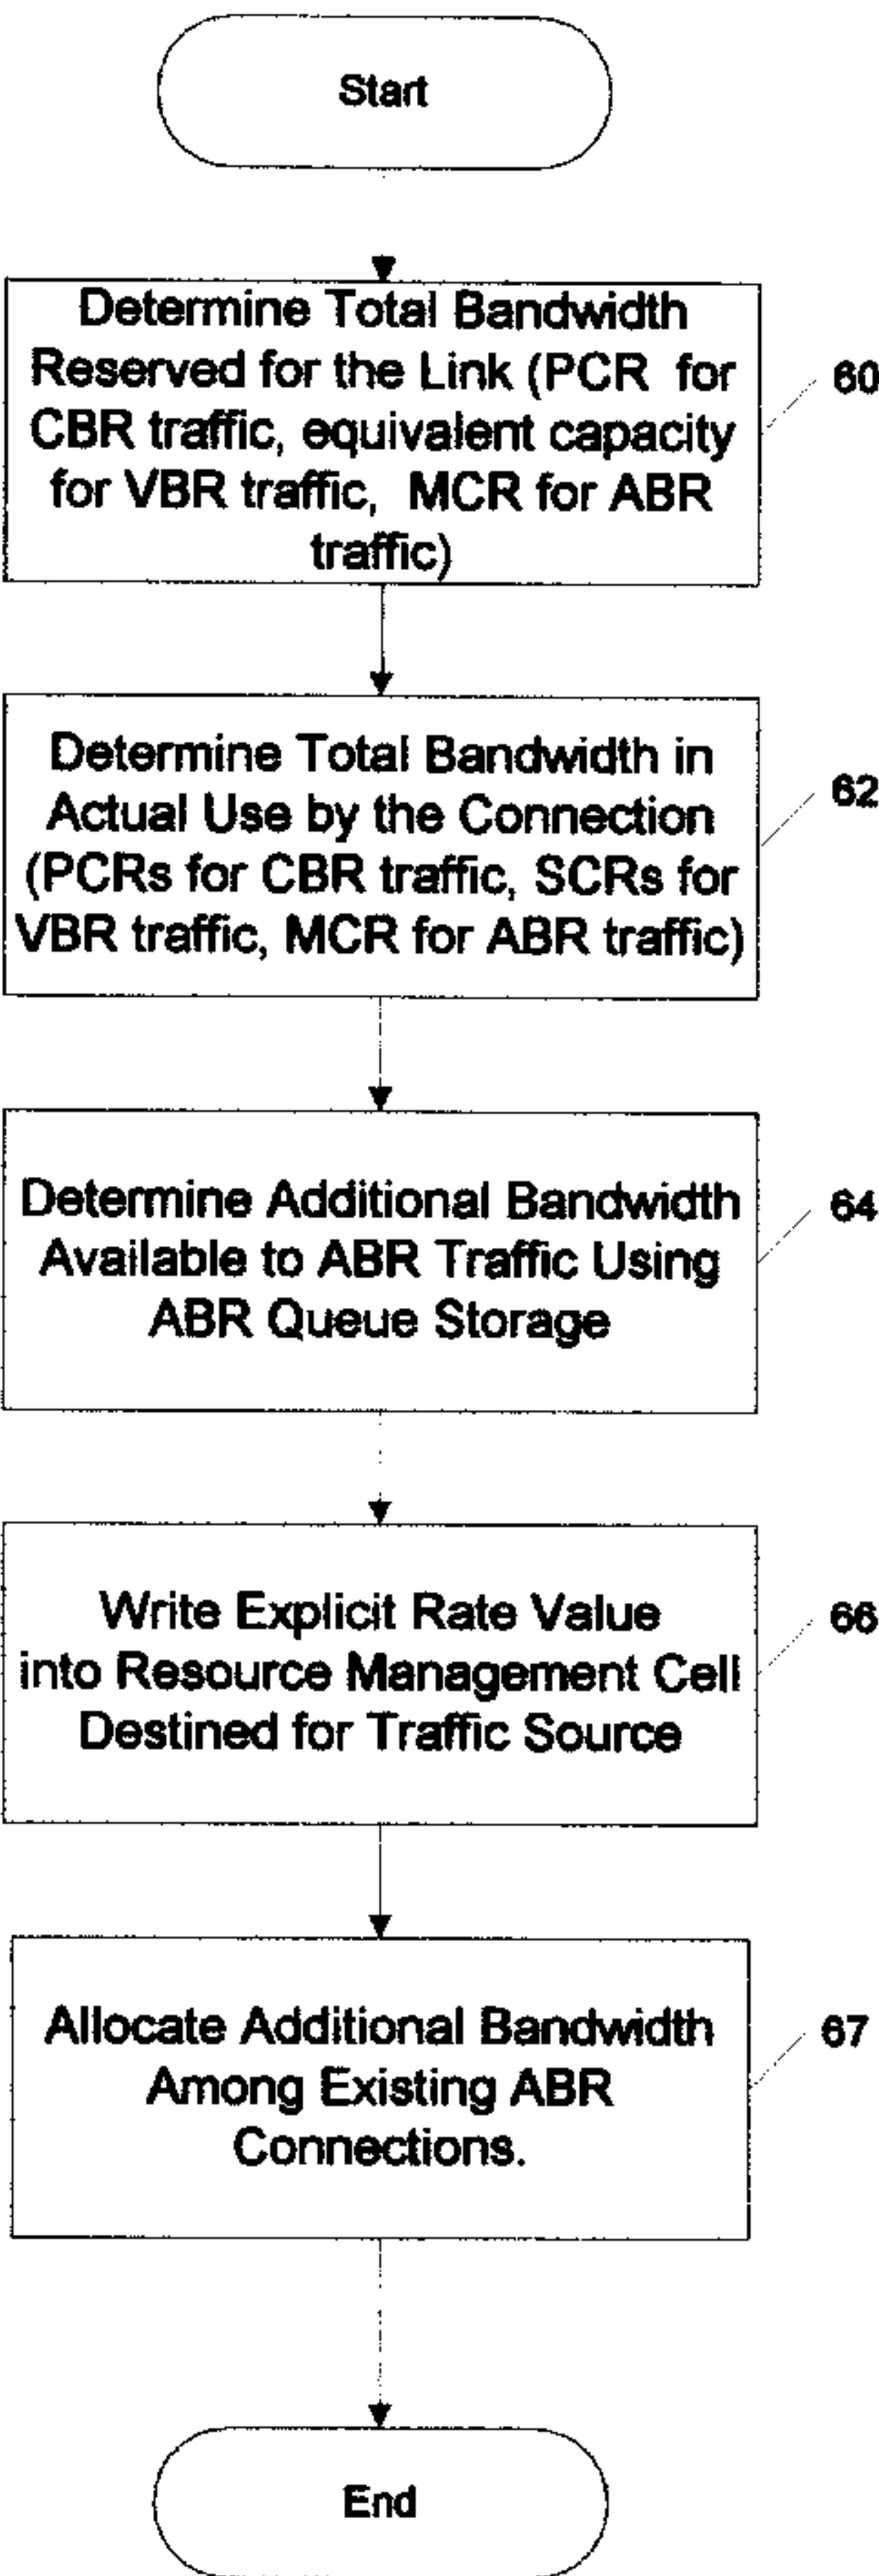 Start
Determine Total Bandwidth
Reserved for the Link (PCR for
CBR traffic, equivalent capacity
for VBR traffic, MCR for ABR
traffic)
60
Determine Total Bandwidth in
Actual Use by the Connection
(PCRs for CBR traffic, SCRs for
VBR traffic, MCR for ABR traffic)
62
Determine Additional Bandwidth
Available to ABR Traffic Using
ABR Queue Storage
64
Write Explicit Rate Value
into Resource Management Cell
Destined for Traffic Source
66
Allocate Additional Bandwidth
Among Existing ABR
Connections.
67
End